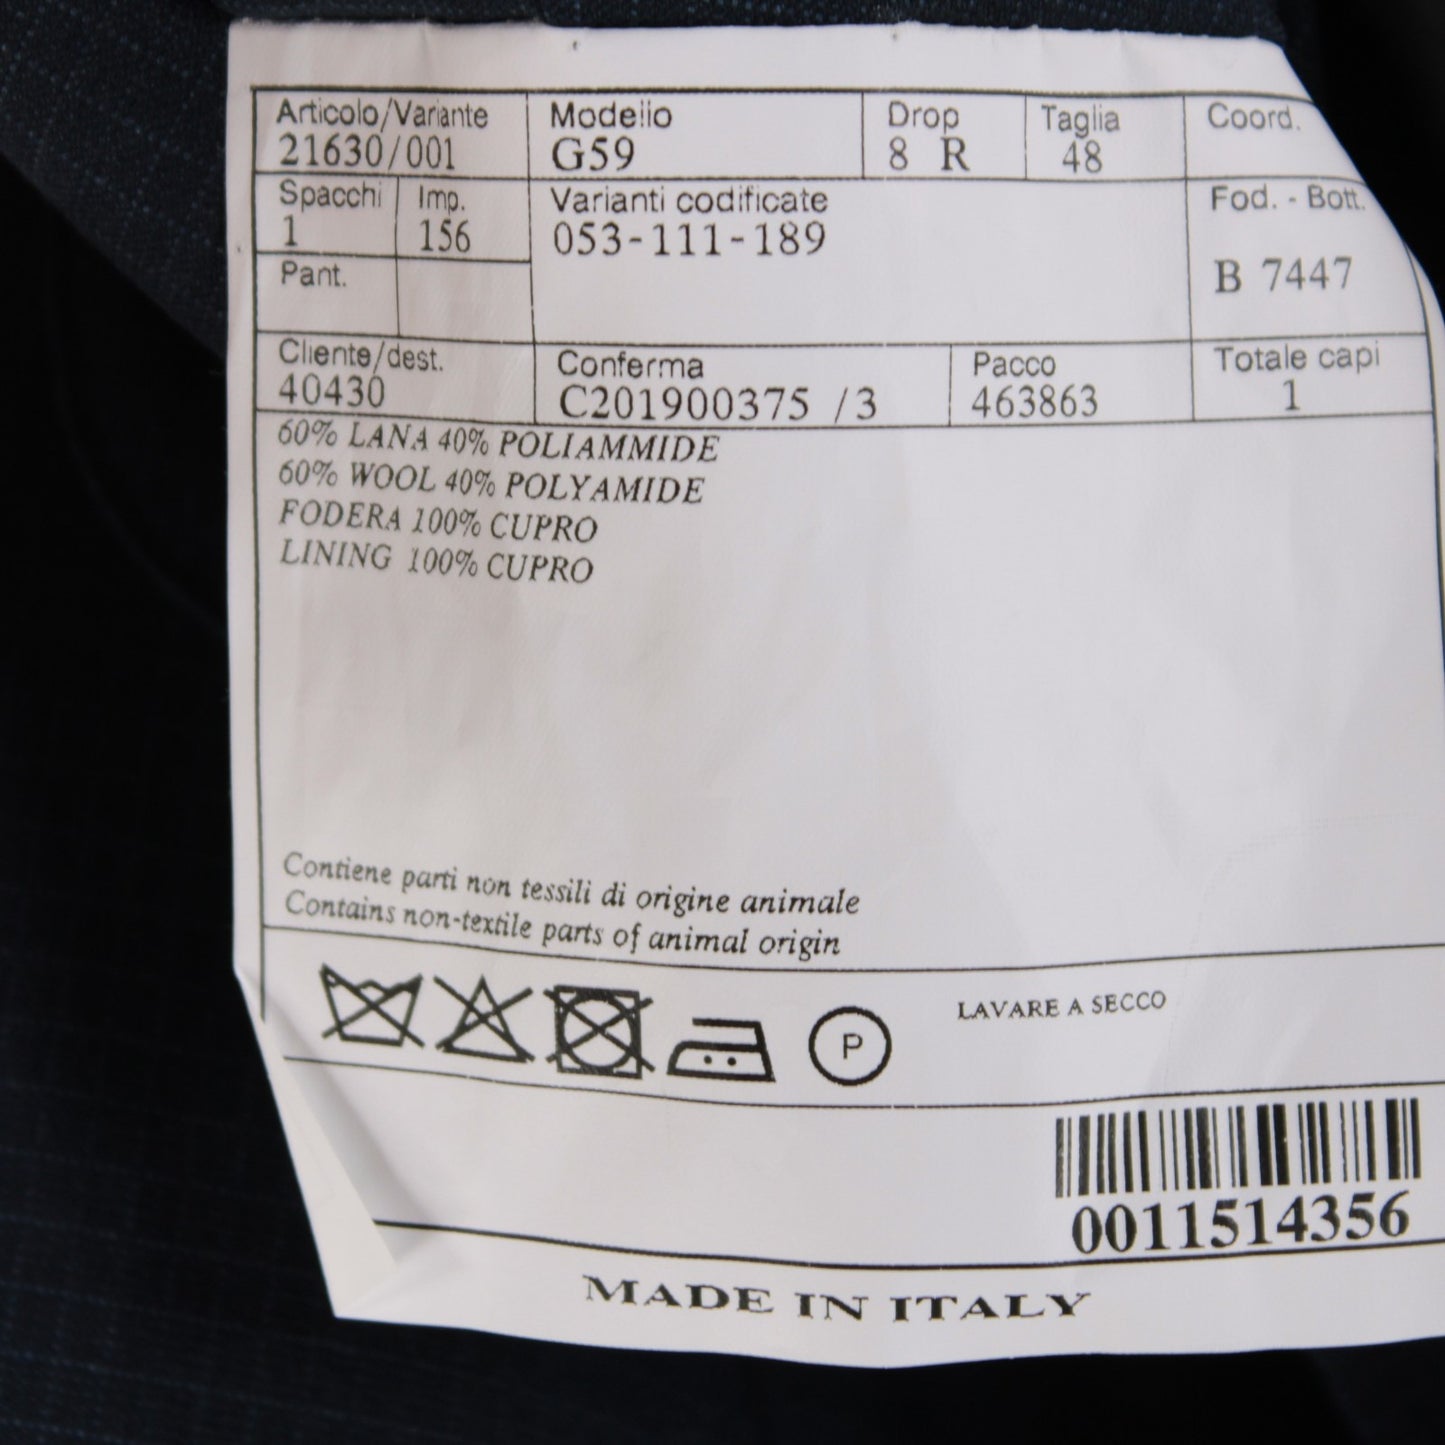 Articolo/Variante Modello Drop Taglia Coord.
21630/001 G59 8 R 48
Spacchi Imp. Varianti codificate Fod. - Bott.
1 156 053-111-189
Pant. B 7447
Cliente/dest. Conferma Pacco Totale capi
40430 C201900375 /3 463863 1
60% LANA 40% POLIAMMIDE
60% WOOL 40% POLYAMIDE
FODERA 100% CUPRO
LINING 100% CUPRO
Contiene parti non tessili di origine animale
Contains non-textile parts of animal origin
P LAVARE A SECCO
0011514356
MADE IN ITALY